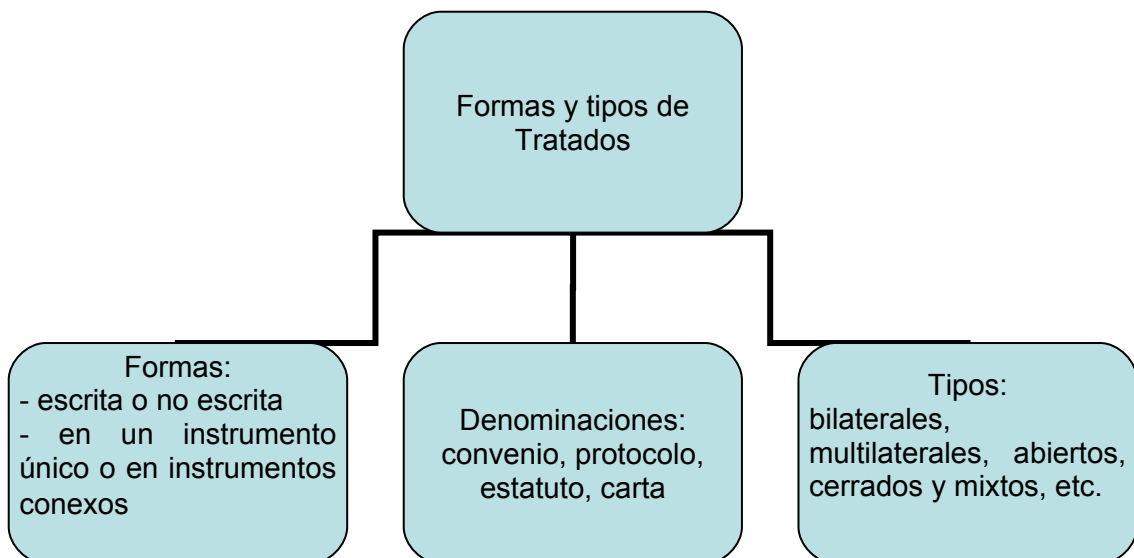 Formas y tipos de
Tratados
Formas:
- escrita o no escrita
- en un instrumento
único o en instrumentos
conexos
Denominaciones:
convenio, protocolo,
estatuto, carta
Tipos:
bilaterales,
multilaterales, abiertos,
cerrados y mixtos, etc.